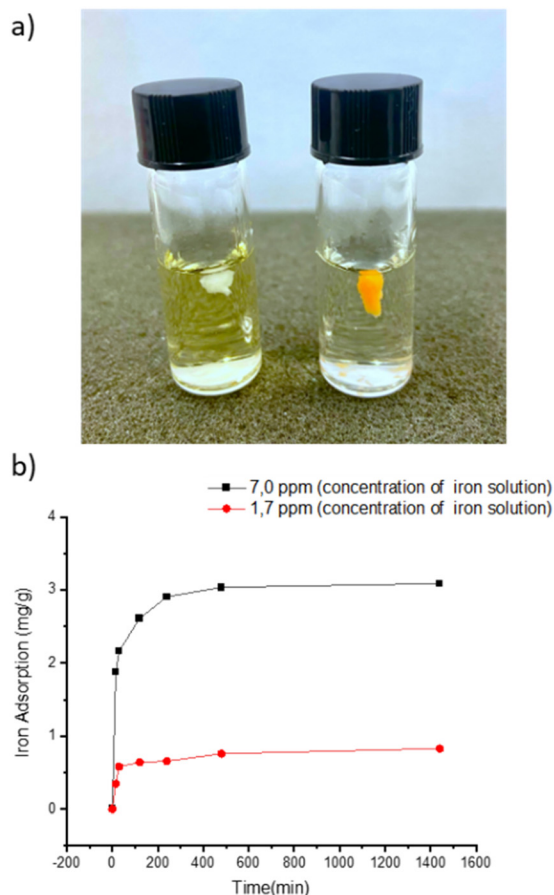 a)
b)
7,0 ppm (concentration of iron solution)
1,7 ppm (concentration of iron solution)
4
3
2
1
0
Iron Adsorption (mg/g)
-200 0 200 400 600 800 1000 1200 1400 1600
Time(min)